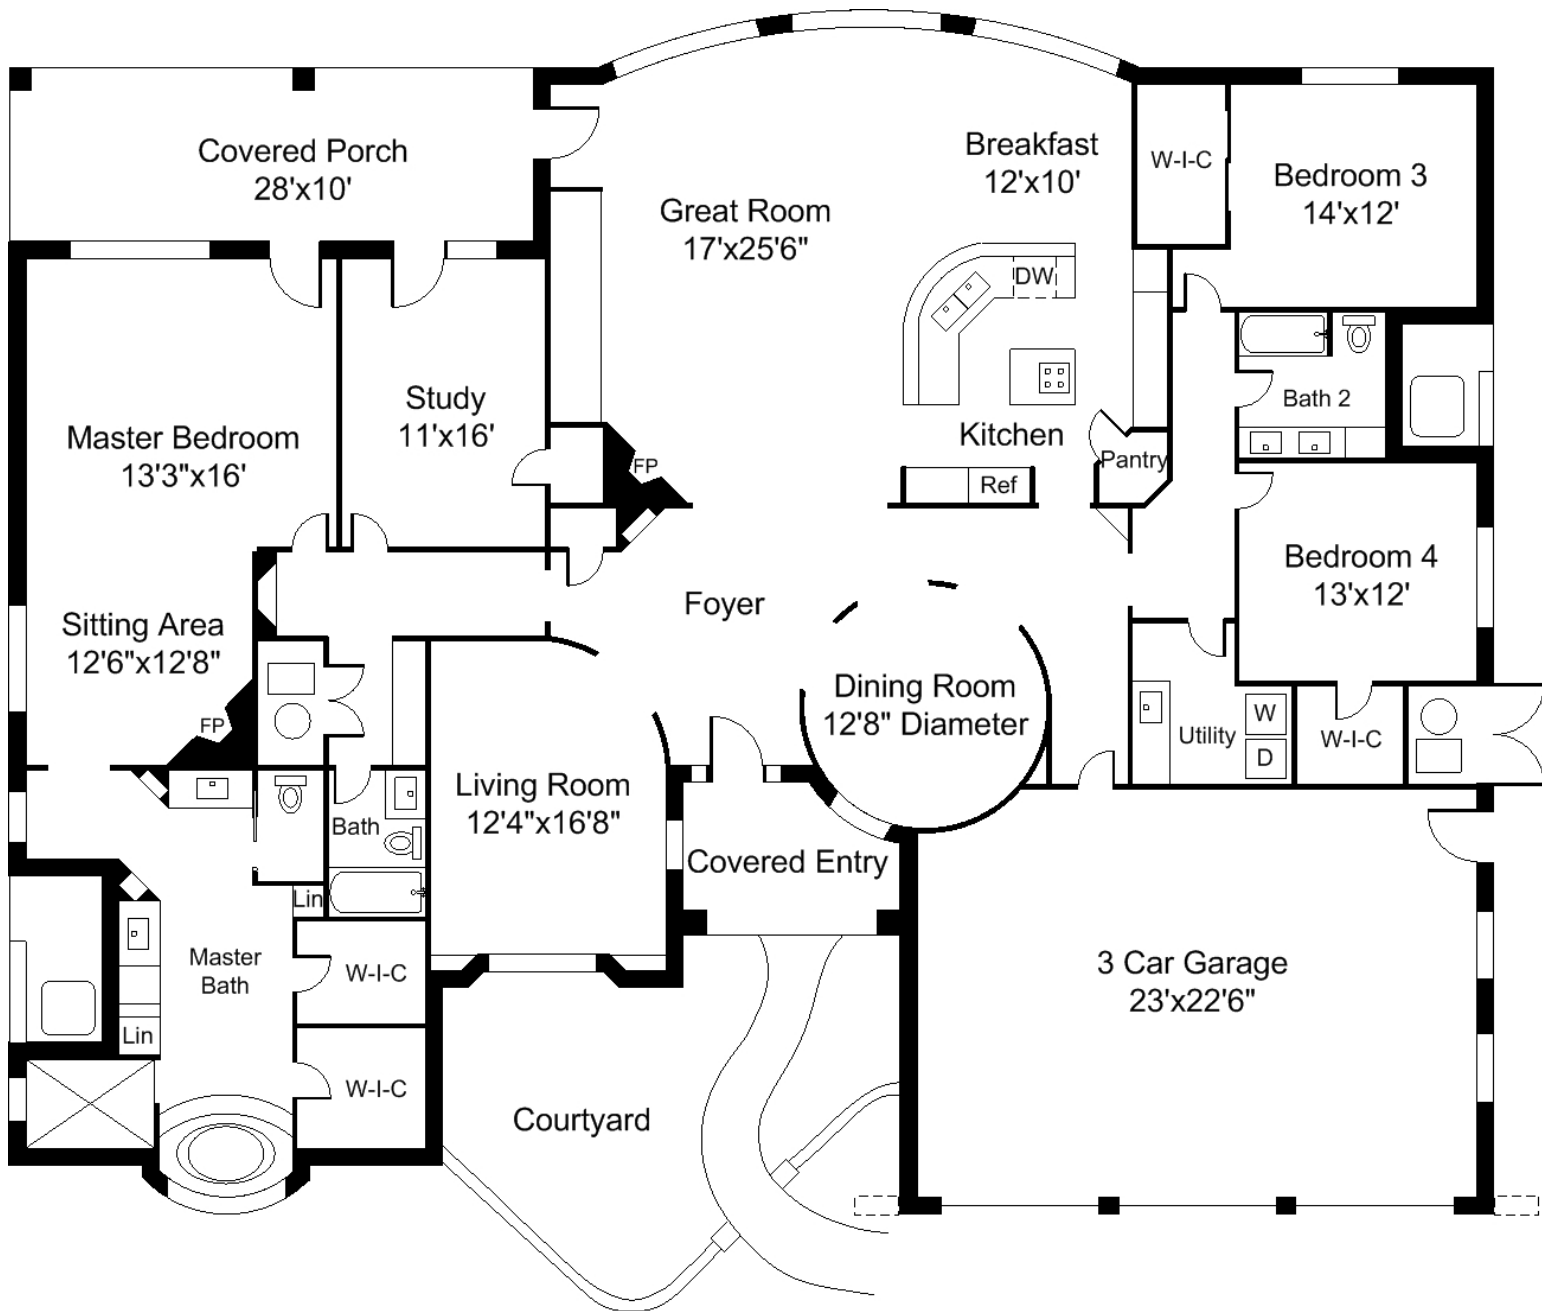 Covered Porch
28'x10'
Breakfast
12'x10'
W-I-C
Bedroom 3
14'x12'
Great Room
17'x25'6"
DW
Master Bedroom
13'3"x16'
Study
11'x16'
FP
Kitchen
Ref
Pantry
Bath 2
Bedroom 4
13'x12'
Sitting Area
12'6"x12'8"
Foyer
FP
Dining Room
12'8" Diameter
Utility
W
D
W-I-C
Living Room
12'4"x16'8"
Bath
Covered Entry
Lin
Master
Bath
W-I-C
Lin
W-I-C
3 Car Garage
23'x22'6"
Courtyard